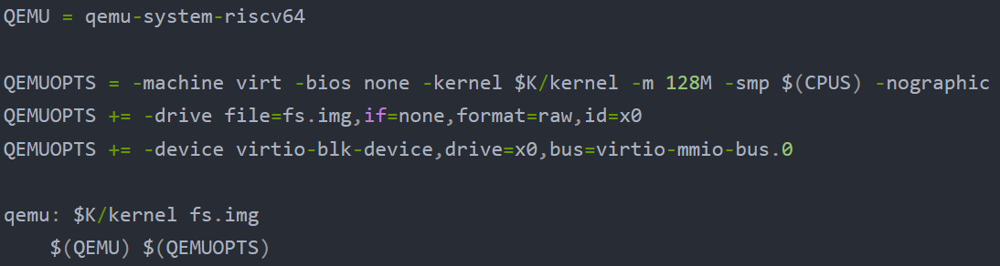 QEMU = qemu-system-riscv64
QEMUOPTS = -machine virt -bios none -kernel $K/kernel -m 128M -smp $(CPUS) -nographic
QEMUOPTS += -drive file=fs.img,if=none,format=raw,id=x0
QEMUOPTS += -device virtio-blk-device,drive=x0,bus=virtio-mmio-bus.0
qemu: $K/kernel fs.img
    $(QEMU) $(QEMUOPTS)